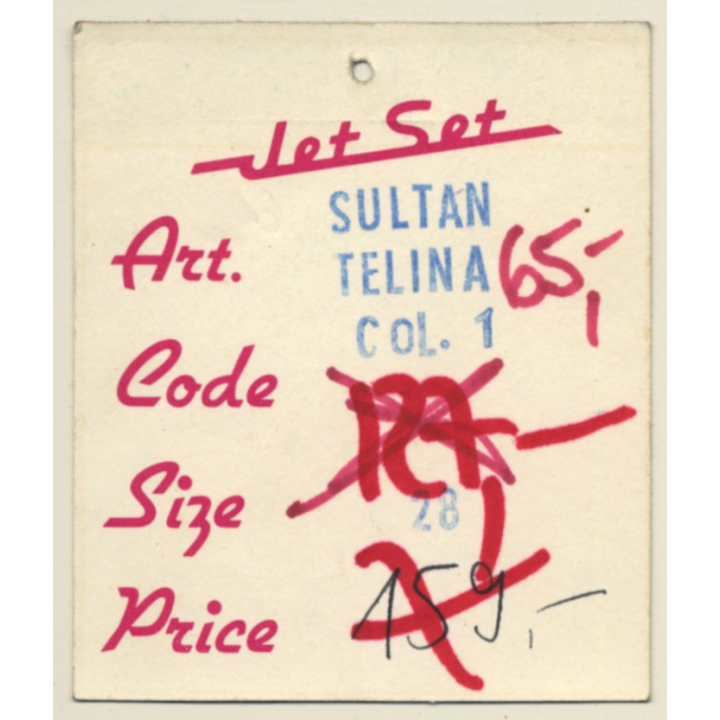 Jet Set
SULTAN
Art. TELINA 65,-
COL. 1
Code
28
Size
Price 159,-